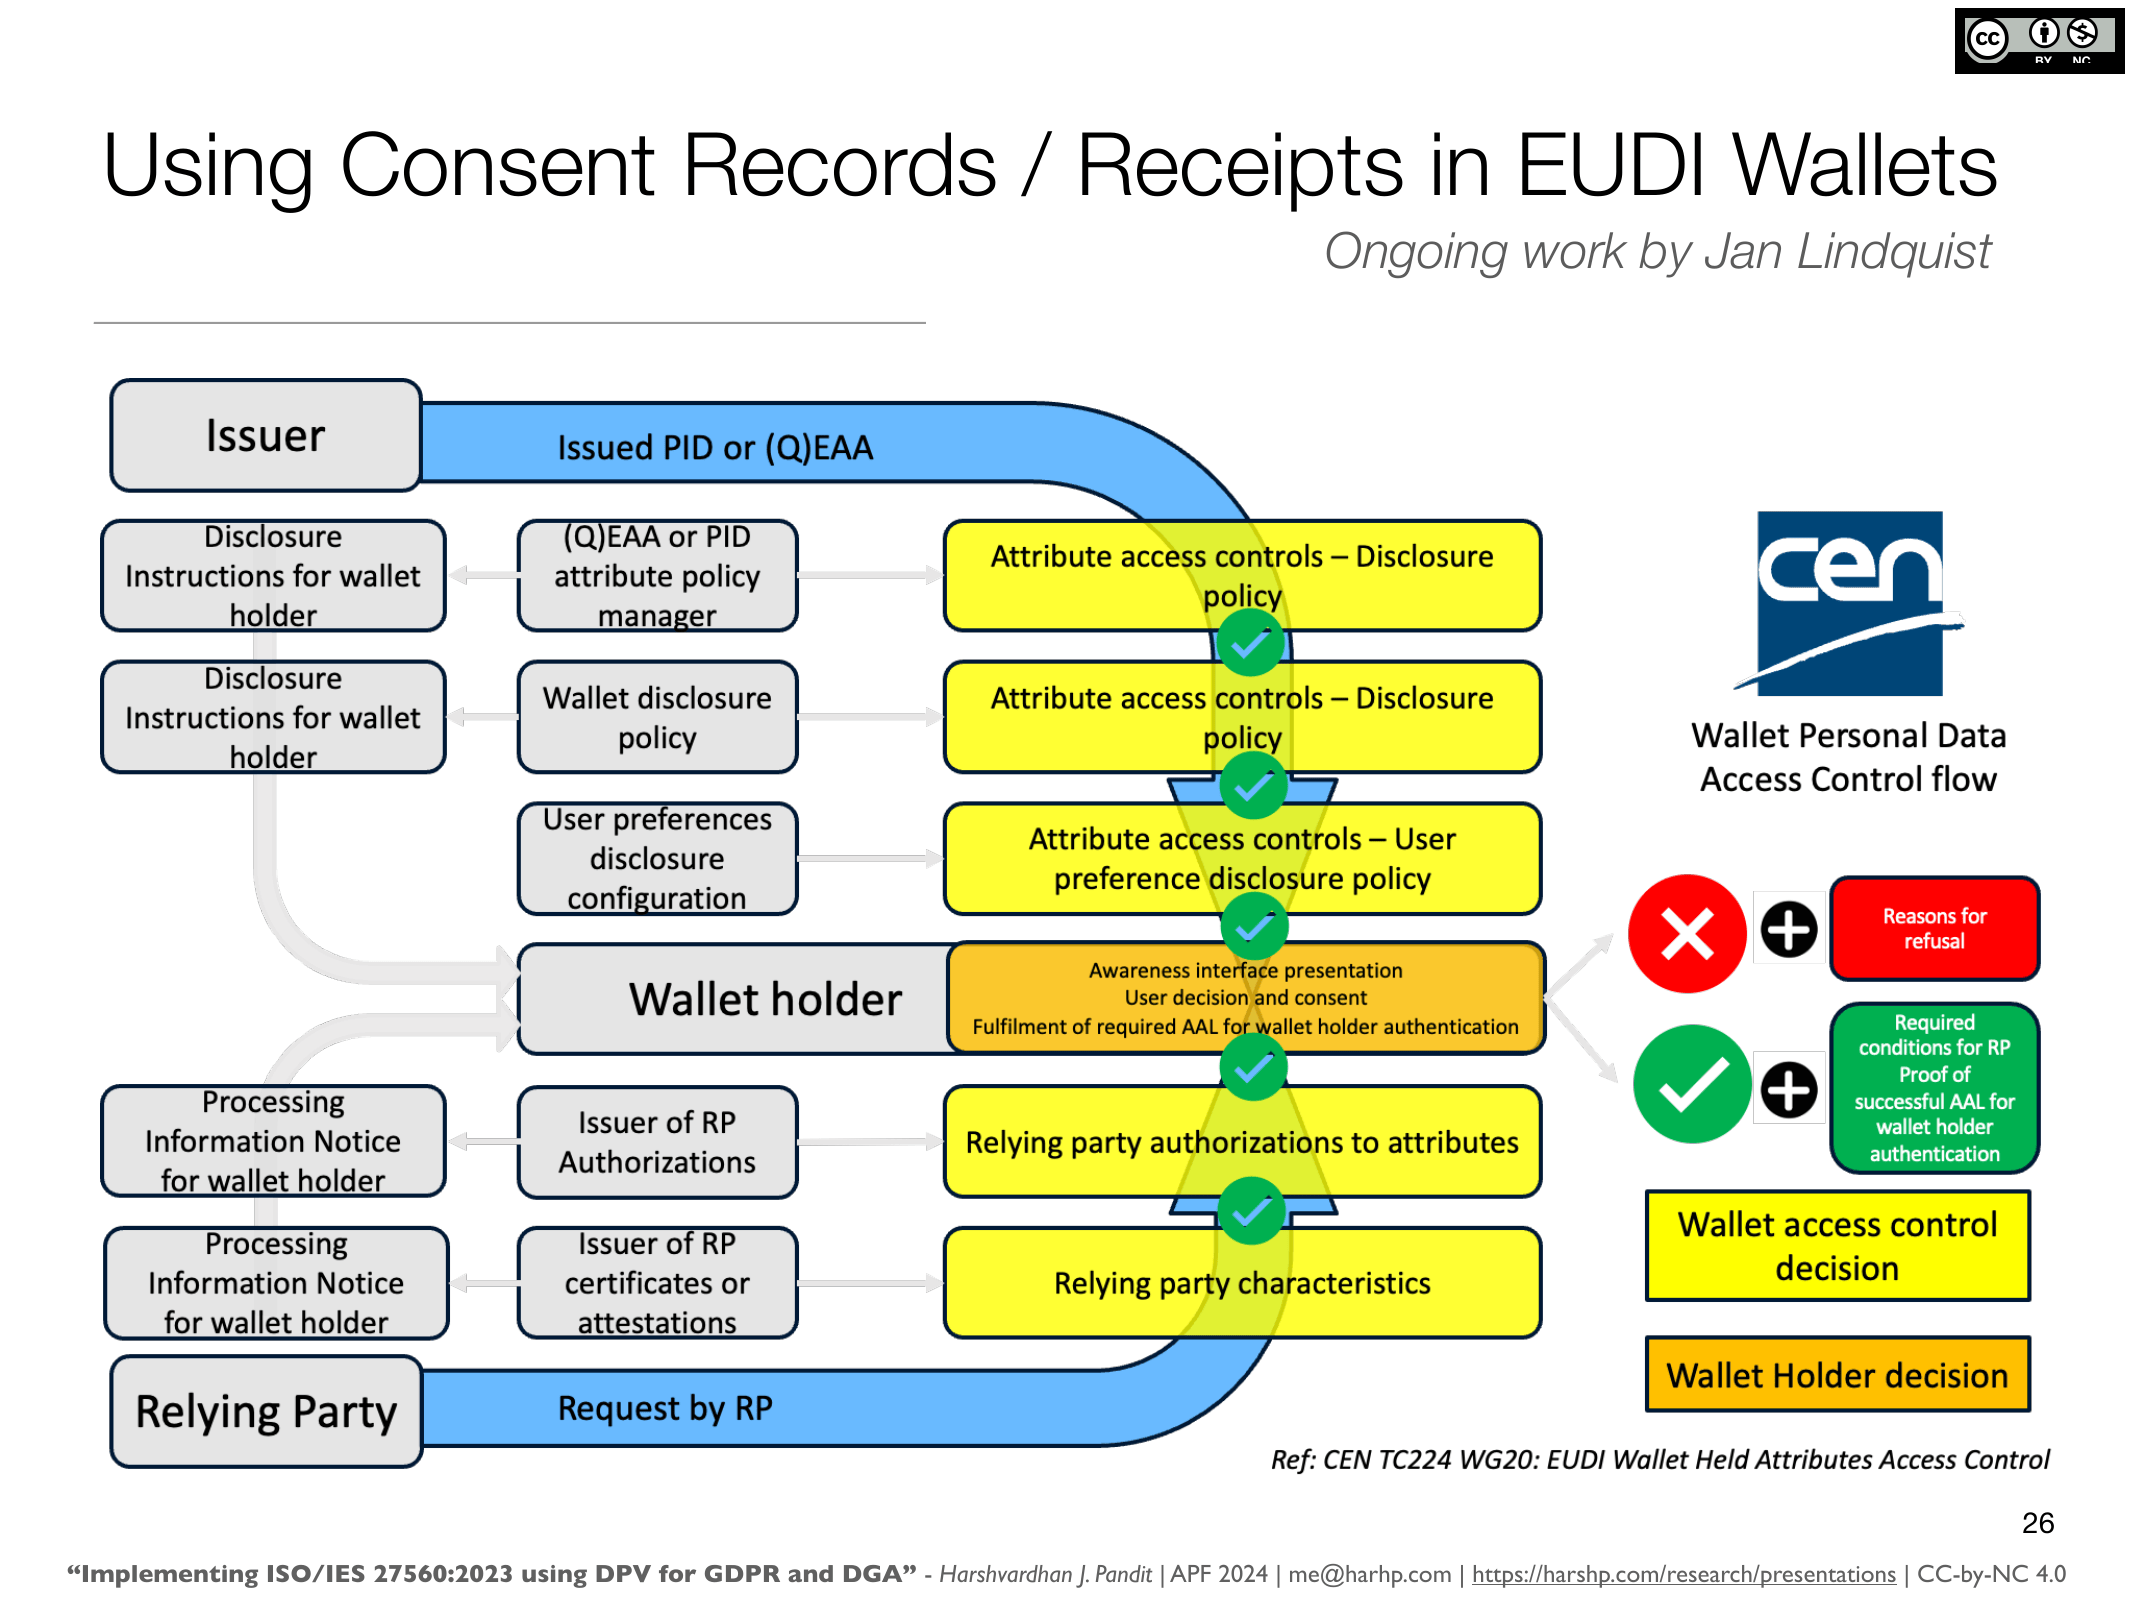 cc
BY NC
Using Consent Records / Receipts in EUDI Wallets
Ongoing work by Jan Lindquist
Issuer
Issued PID or (Q)EAA
Disclosure
Instructions for wallet
holder
(Q)EAA or PID
attribute policy
manager
Attribute access controls – Disclosure
policy
Disclosure
Instructions for wallet
holder
Wallet disclosure
policy
Attribute access controls – Disclosure
policy
User preferences
disclosure
configuration
Attribute access controls – User
preference disclosure policy
Wallet holder
Awareness interface presentation
User decision and consent
Fulfilment of required AAL for wallet holder authentication
Processing
Information Notice
for wallet holder
Issuer of RP
Authorizations
Relying party authorizations to attributes
Processing
Information Notice
for wallet holder
Issuer of RP
certificates or
attestations
Relying party characteristics
Relying Party
Request by RP
cen
Wallet Personal Data
Access Control flow
Reasons for
refusal
Required
conditions for RP
Proof of
successful AAL for
wallet holder
authentication
Wallet access control
decision
Wallet Holder decision
Ref: CEN TC224 WG20: EUDI Wallet Held Attributes Access Control
26
“Implementing ISO/IES 27560:2023 using DPV for GDPR and DGA” - Harshvardhan J. Pandit | APF 2024 | me@harhp.com | https://harshp.com/research/presentations | CC-by-NC 4.0